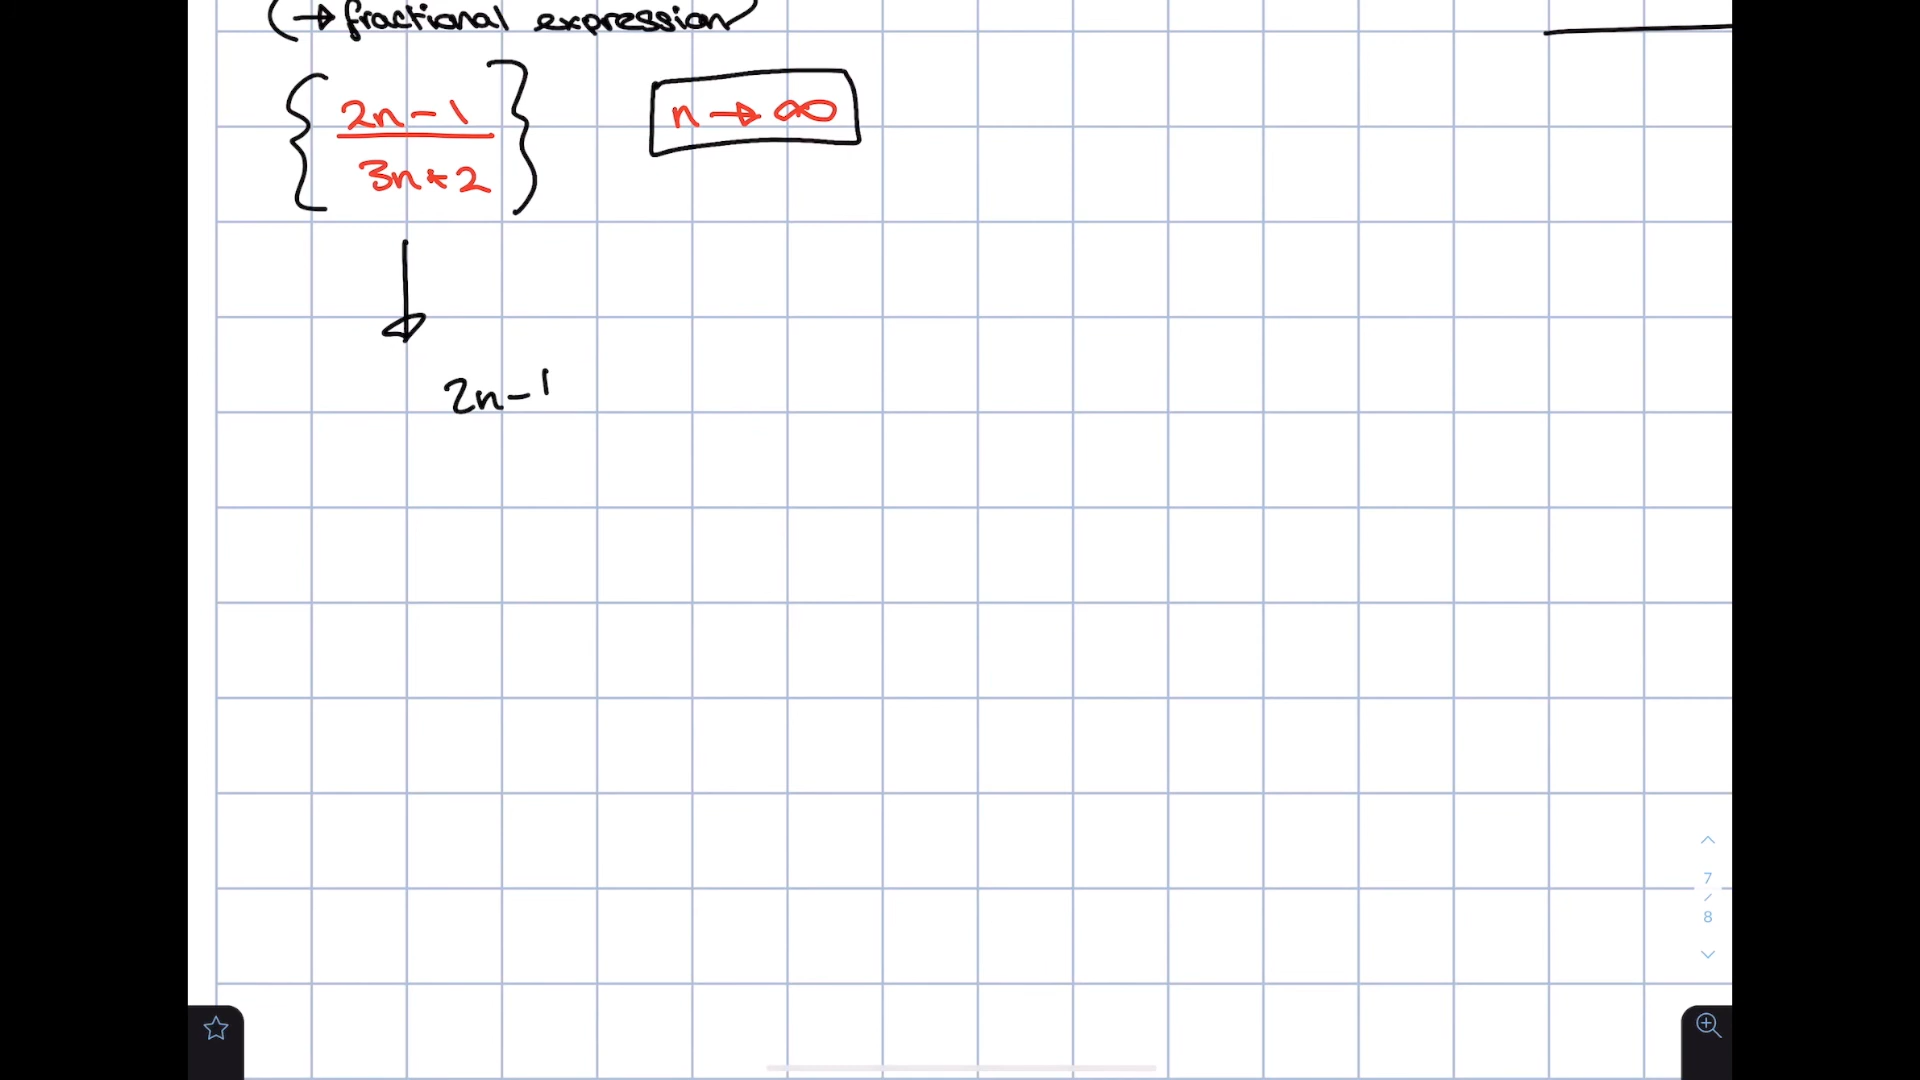 (→ fractional expression)
{ 2n-1 } n → ∞
3n+2
2n-1
7
/
8